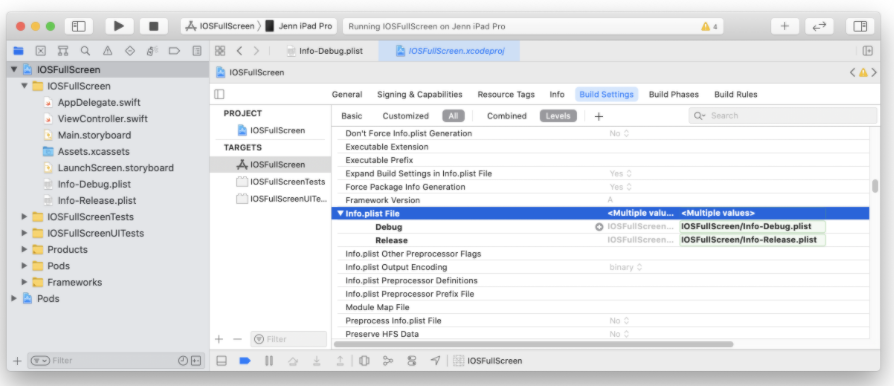 IOSFullScreen 〉 Jenn iPad Pro
Running IOSFullScreen on Jenn iPad Pro
4
Info-Debug.plist
IOSFullScreen.xcodeproj
IOSFullScreen
IOSFullScreen
AppDelegate.swift
ViewController.swift
Main.storyboard
Assets.xcassets
LaunchScreen.storyboard
Info-Debug.plist
Info-Release.plist
IOSFullScreenTests
IOSFullScreenUITests
Products
Pods
Frameworks
Pods
Filter
IOSFullScreen
General Signing & Capabilities Resource Tags Info Build Settings Build Phases Build Rules
PROJECT
IOSFullScreen
TARGETS
IOSFullScreen
IOSFullScreenTests
IOSFullScreenUITe...
Filter
Basic Customized All Combined Levels + Search
Don't Force Info.plist Generation No
Executable Extension
Executable Prefix
Expand Build Settings in Info.plist File Yes
Force Package Info Generation Yes
Framework Version A
Info.plist File <Multiple valu... <Multiple values>
Debug IOSFullScreen... IOSFullScreen/Info-Debug.plist
Release IOSFullScreen... IOSFullScreen/Info-Release.plist
Info.plist Other Preprocessor Flags
Info.plist Output Encoding binary
Info.plist Preprocessor Definitions
Info.plist Preprocessor Prefix File
Module Map File
Preprocess Info.plist File No
Preserve HFS Data No
IOSFullScreen